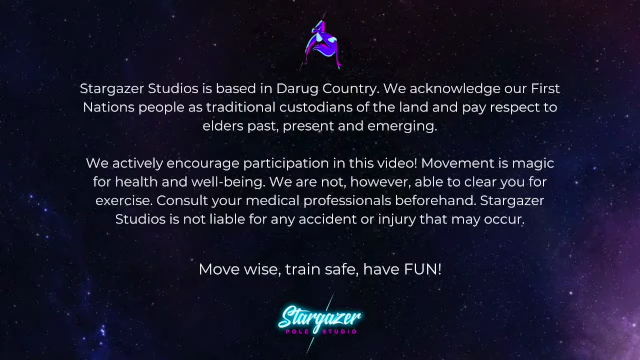 Stargazer Studios is based in Darug Country. We acknowledge our First
Nations people as traditional custodians of the land and pay respect to
elders past, present and emerging.
We actively encourage participation in this video! Movement is magic
for health and well-being. We are not, however, able to clear you for
exercise. Consult your medical professionals beforehand. Stargazer
Studios is not liable for any accident or injury that may occur.
Move wise, train safe, have FUN!
Stargazer
POLE STUDIO